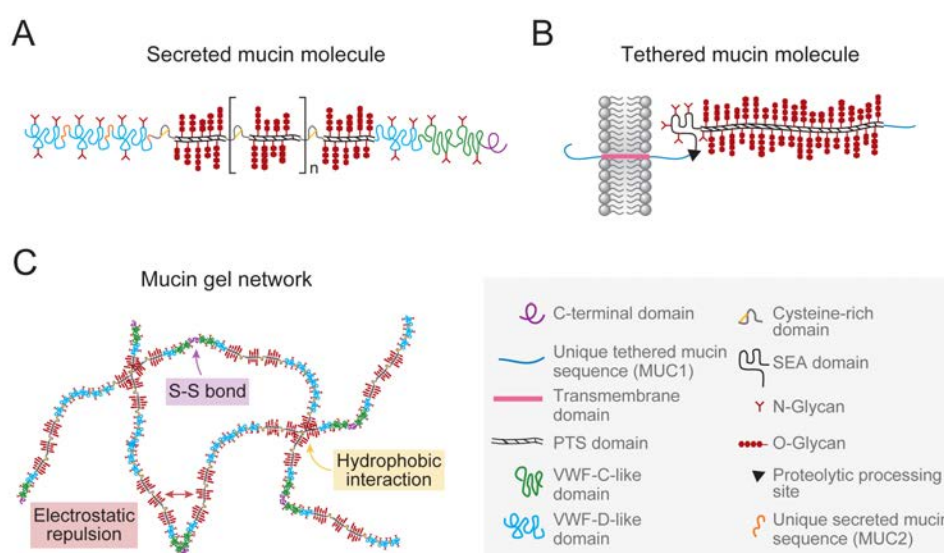 A
Secreted mucin molecule
n
B
Tethered mucin molecule
C
Mucin gel network
S-S bond
Hydrophobic
interaction
Electrostatic
repulsion
C-terminal domain
Unique tethered mucin
sequence (MUC1)
Transmembrane
domain
PTS domain
VWF-C-like
domain
VWF-D-like
domain
Cysteine-rich
domain
SEA domain
N-Glycan
O-Glycan
Proteolytic processing
site
Unique secreted mucin
sequence (MUC2)